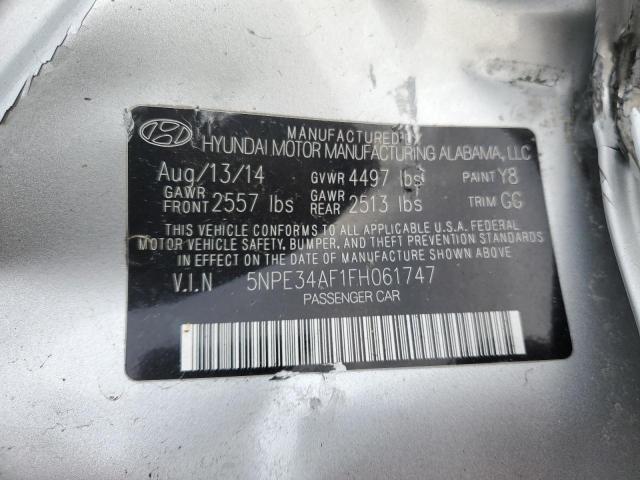 MANUFACTURED BY
HYUNDAI MOTOR MANUFACTURING ALABAMA, LLC
Aug/13/14 GVWR 4497 lbs PAINT Y8
GAWR FRONT 2557 lbs GAWR REAR 2513 lbs TRIM GG
THIS VEHICLE CONFORMS TO ALL APPLICABLE U.S.A. FEDERAL
MOTOR VEHICLE SAFETY, BUMPER, AND THEFT PREVENTION STANDARDS
IN EFFECT ON THE DATE OF MANUFACTURE SHOWN ABOVE
V.I.N 5NPE34AF1FH061747
PASSENGER CAR